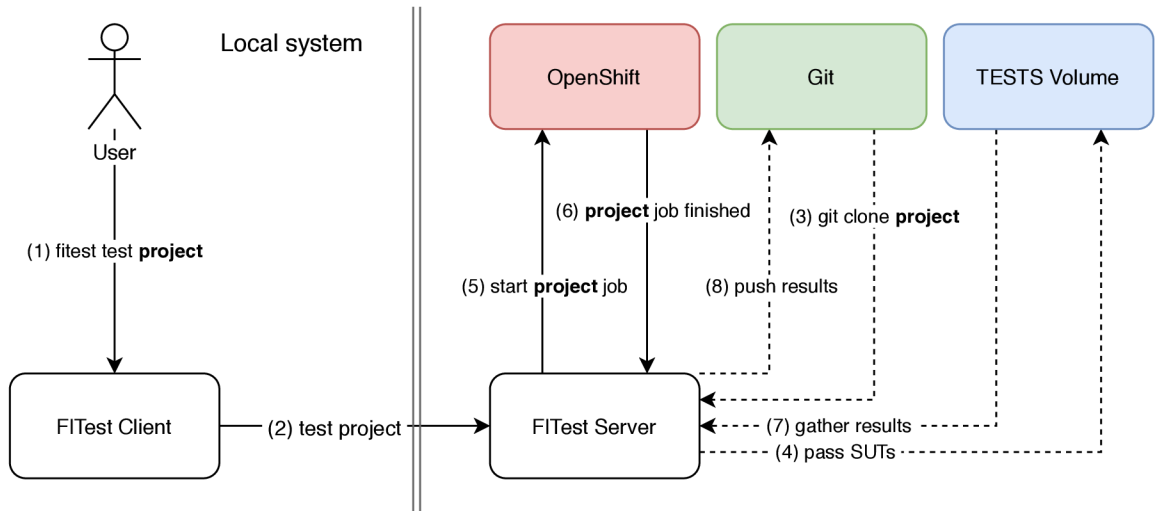 Local system
OpenShift
Git
TESTS Volume
User
(6) project job finished
(3) git clone project
(1) fitest test project
(5) start project job
(8) push results
FITest Client
(2) test project
FITest Server
(7) gather results
(4) pass SUTs